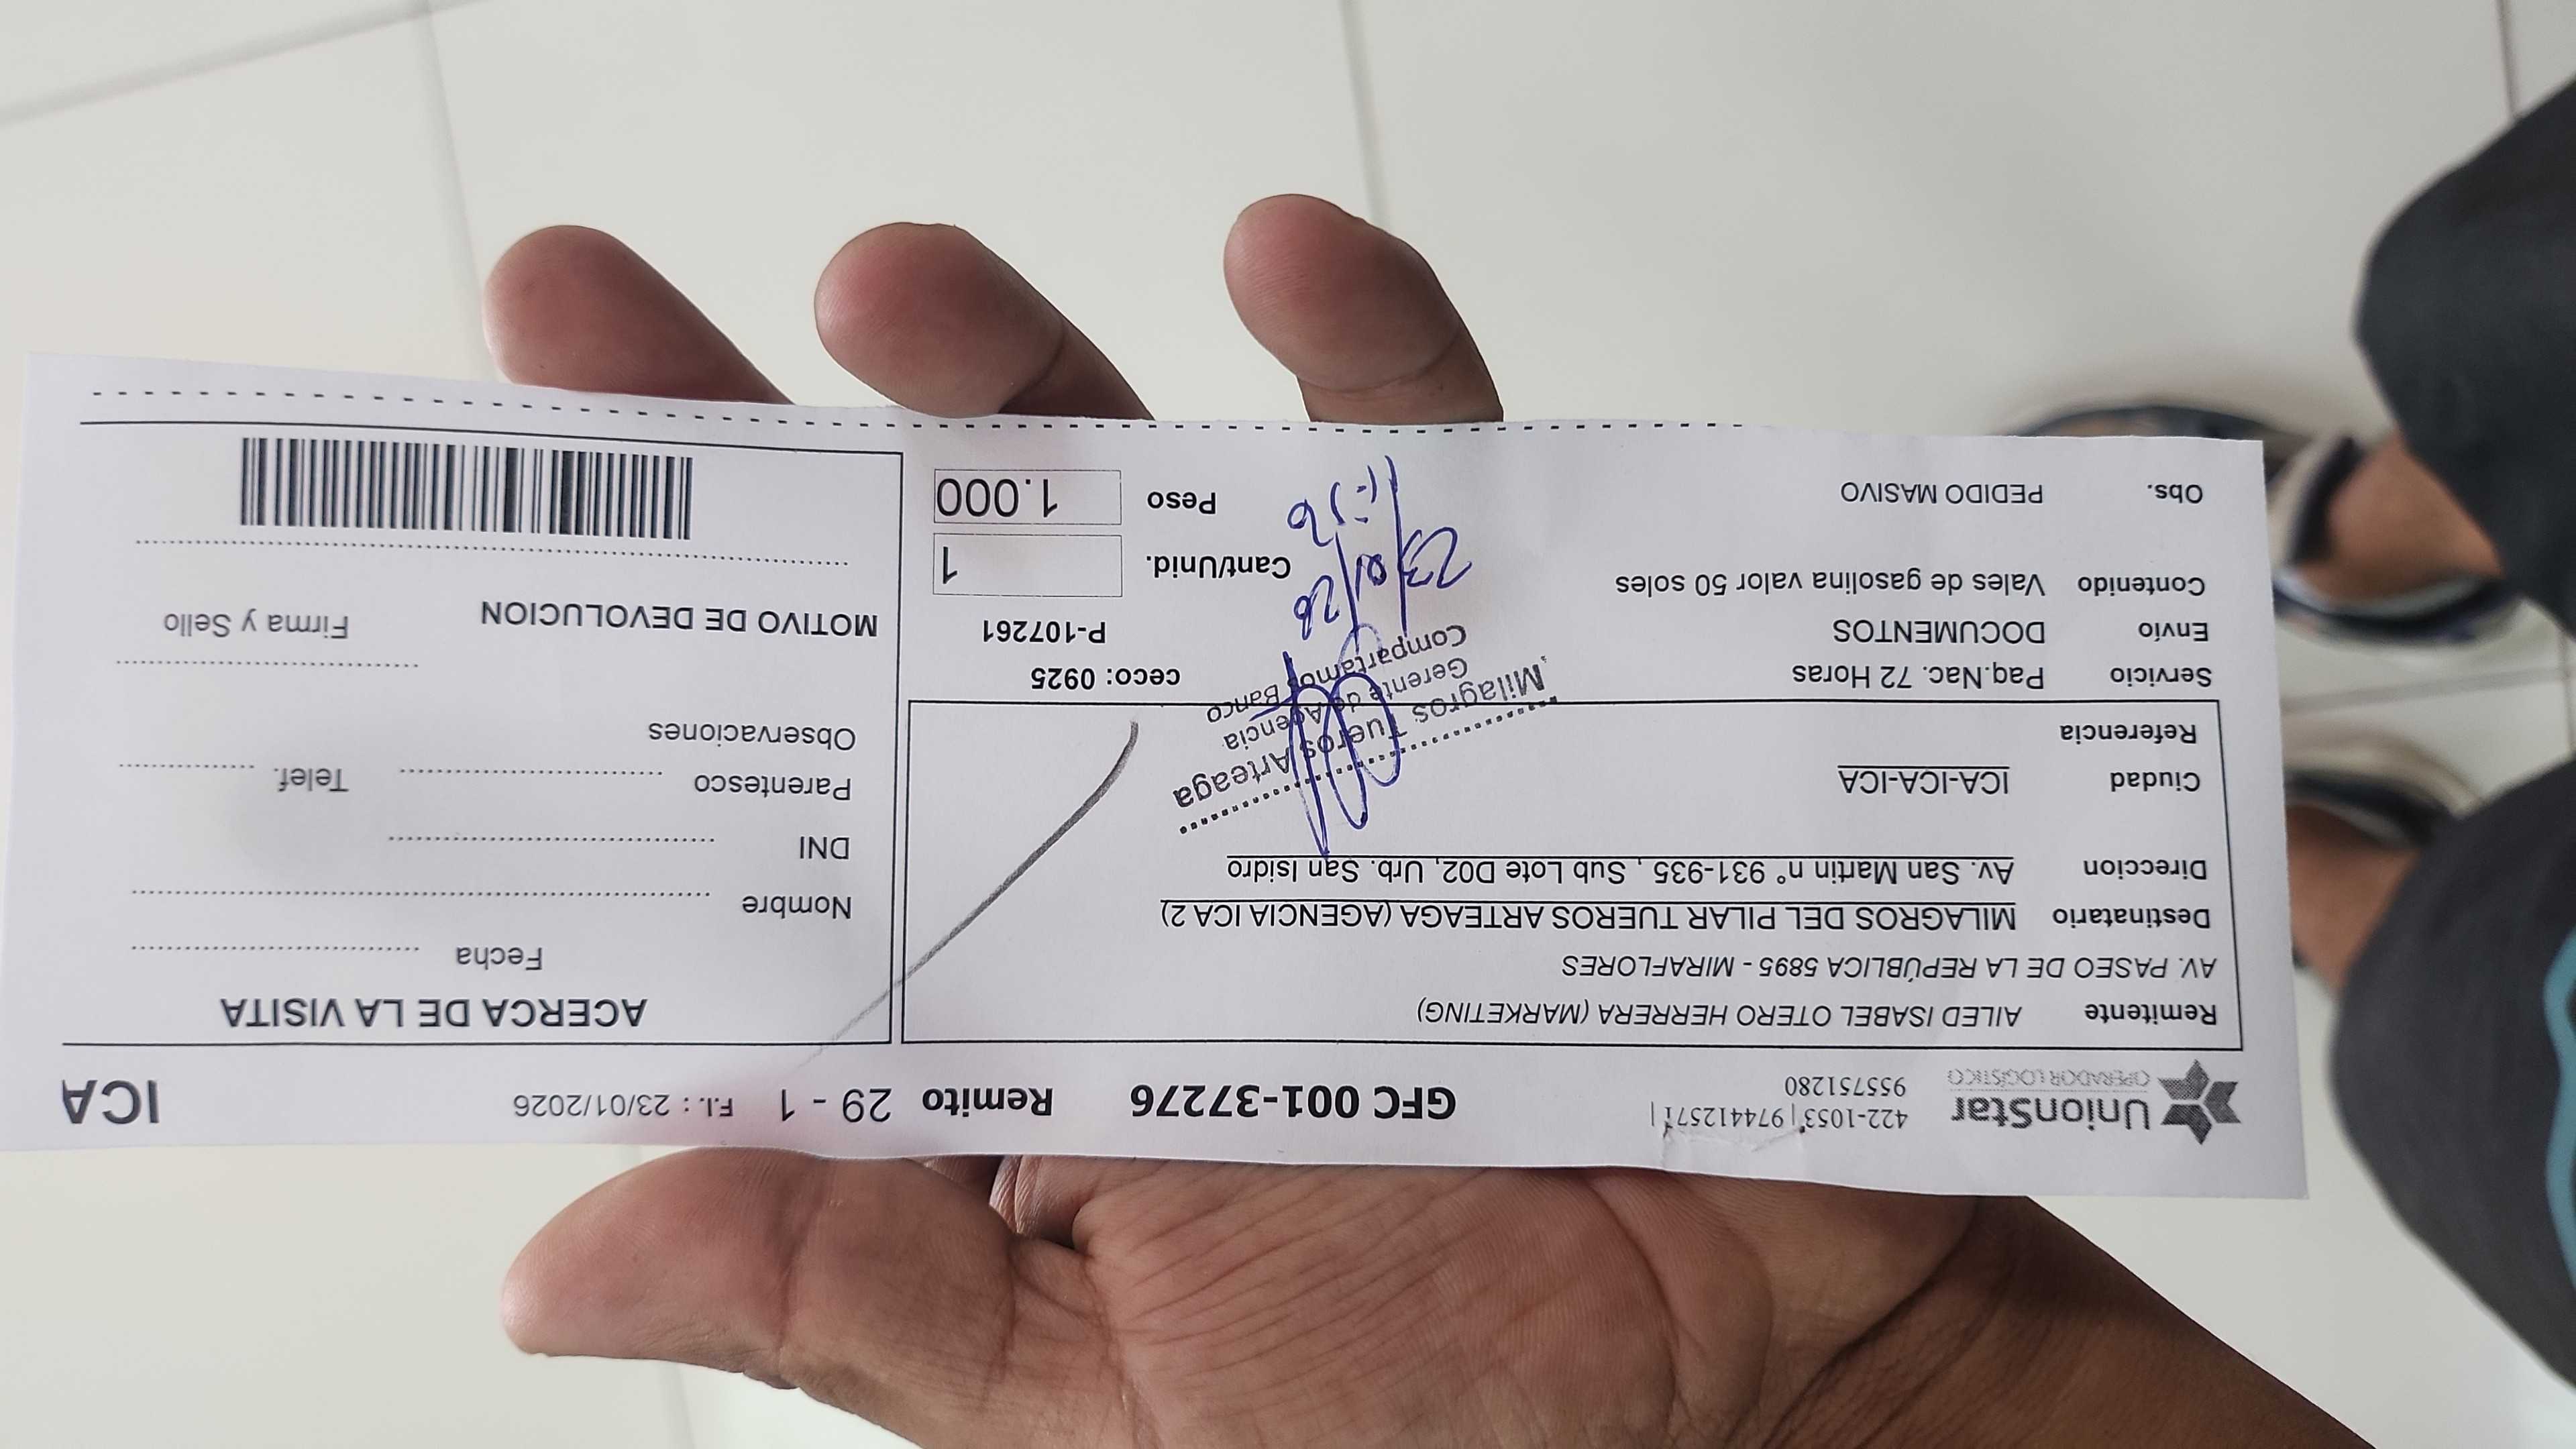 UnionStar
OPERADOR LOGÍSTICO
422-1053 | 974412571 |
955751280
GFC 001-37276 Remito 29 - 1 F.I.: 23/01/2026 ICA
Remitente AILED ISABEL OTERO HERRERA (MARKETING)
AV. PASEO DE LA REPÚBLICA 5895 - MIRAFLORES
Destinatario MILAGROS DEL PILAR TUEROS ARTEAGA (AGENCIA ICA 2)
Direccion Av. San Martin n° 931-935 , Sub Lote D02, Urb. San Isidro
Ciudad ICA-ICA-ICA
Referencia
Servicio Paq.Nac. 72 Horas
Envío DOCUMENTOS
Contenido Vales de gasolina valor 50 soles
Obs. PEDIDO MASIVO
ceco: 0925
P-107261
Cant/Unid. 1
Peso 1.000
Milagros Tueros Arteaga
Gerente de Agencia
Compartamos Banco
23/01/26
ACERCA DE LA VISITA
Fecha
Nombre
DNI
Parentesco Telef.
Observaciones
MOTIVO DE DEVOLUCION Firma y Sello